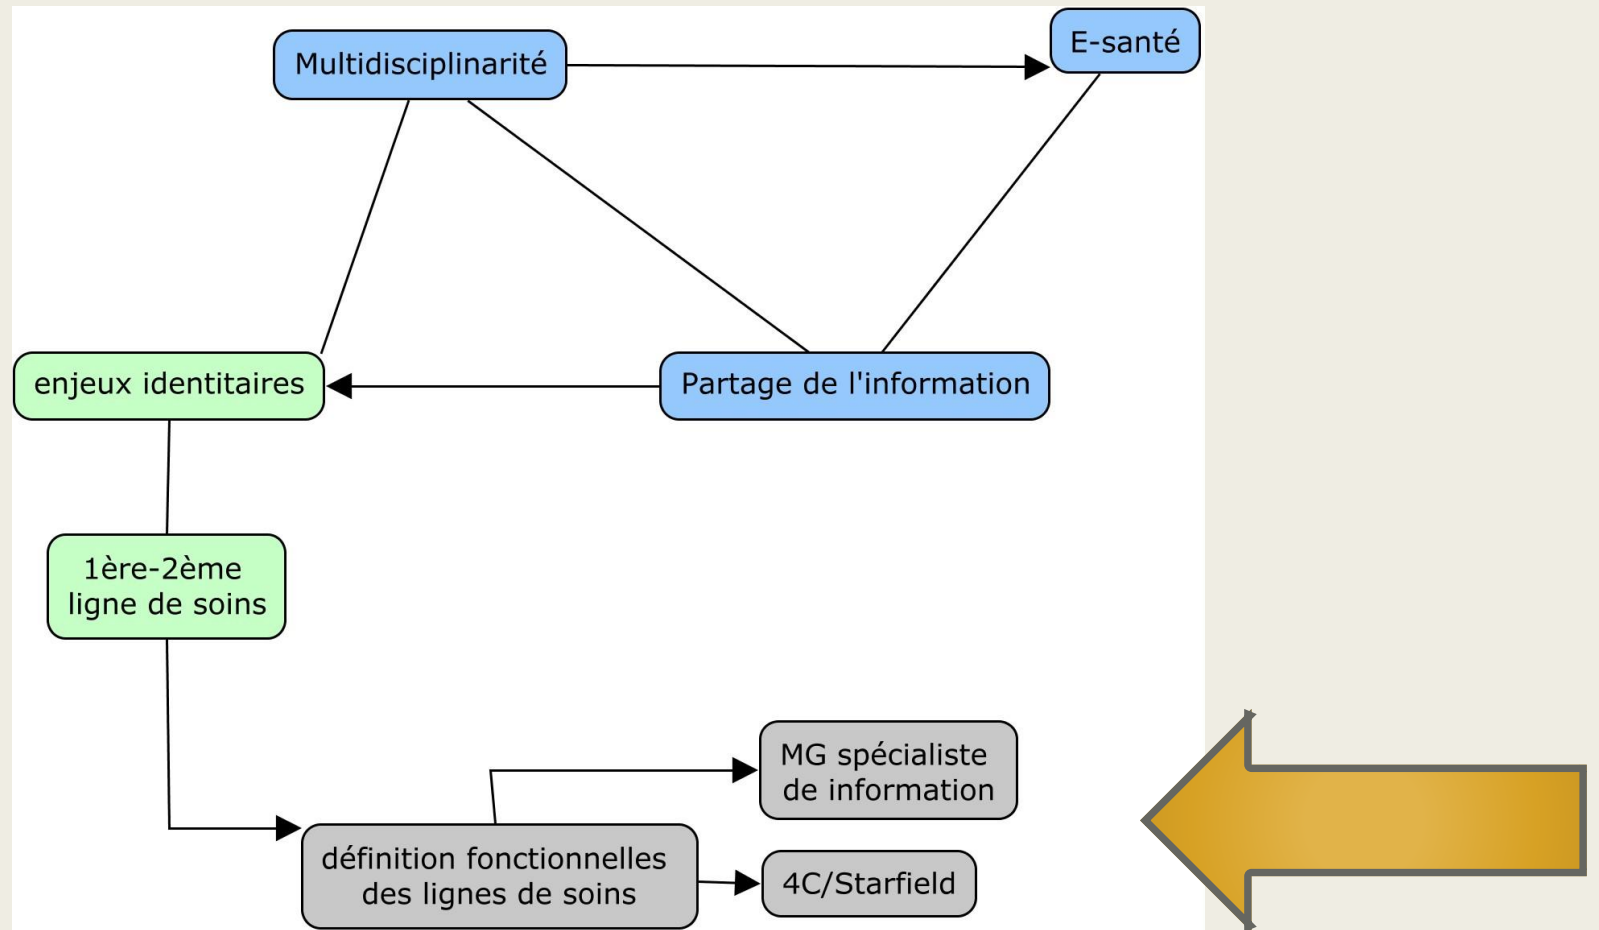 Multidisciplinarité
E-santé
enjeux identitaires
Partage de l'information
1ère-2ème
ligne de soins
MG spécialiste
de information
définition fonctionnelles
des lignes de soins
4C/Starfield